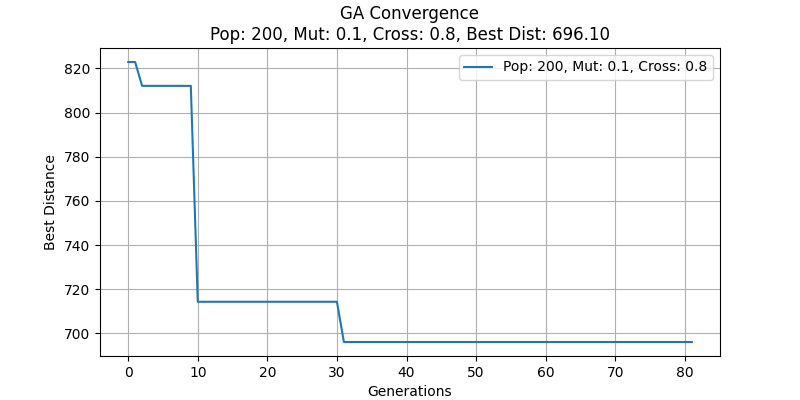 GA Convergence
Pop: 200, Mut: 0.1, Cross: 0.8, Best Dist: 696.10
Pop: 200, Mut: 0.1, Cross: 0.8
820
800
780
760
740
720
700
Best Distance
0 10 20 30 40 50 60 70 80
Generations